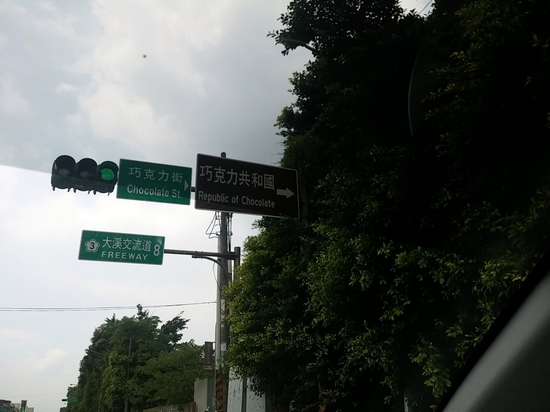 巧克力街
Chocolate St.
巧克力共和國
Republic of Chocolate
3 大溪交流道 8
FREEWAY